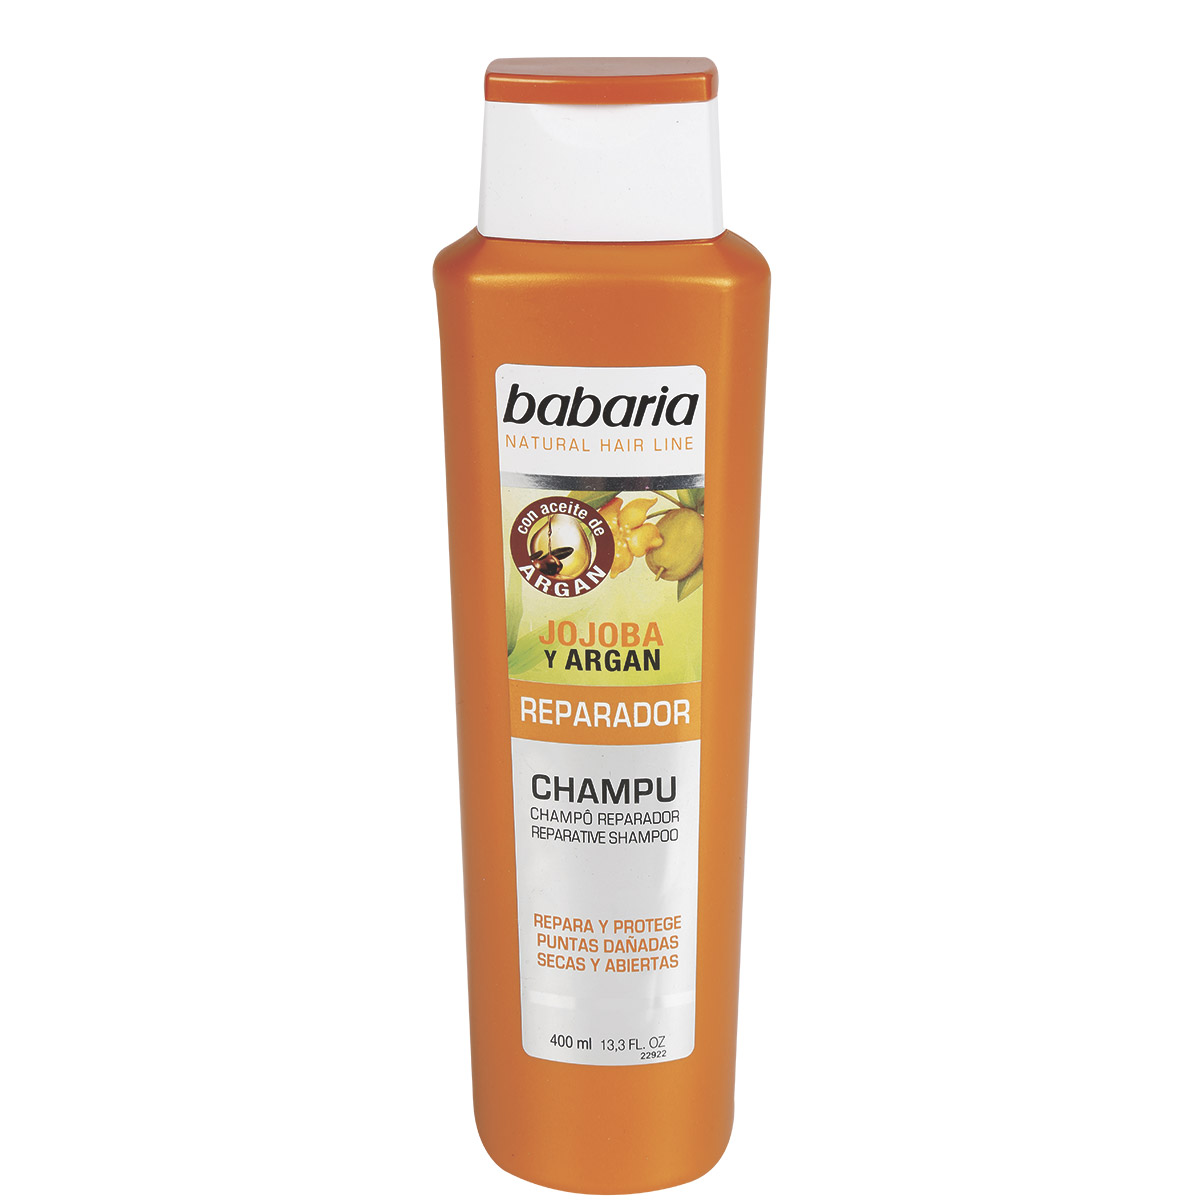 babaria
NATURAL HAIR LINE
con aceite de
ARGAN
JOJOBA
Y ARGAN
REPARADOR
CHAMPU
CHAMPÔ REPARADOR
REPARATIVE SHAMPOO
REPARA Y PROTEGE
PUNTAS DAÑADAS
SECAS Y ABIERTAS
400 ml 13,3 FL. OZ
22922